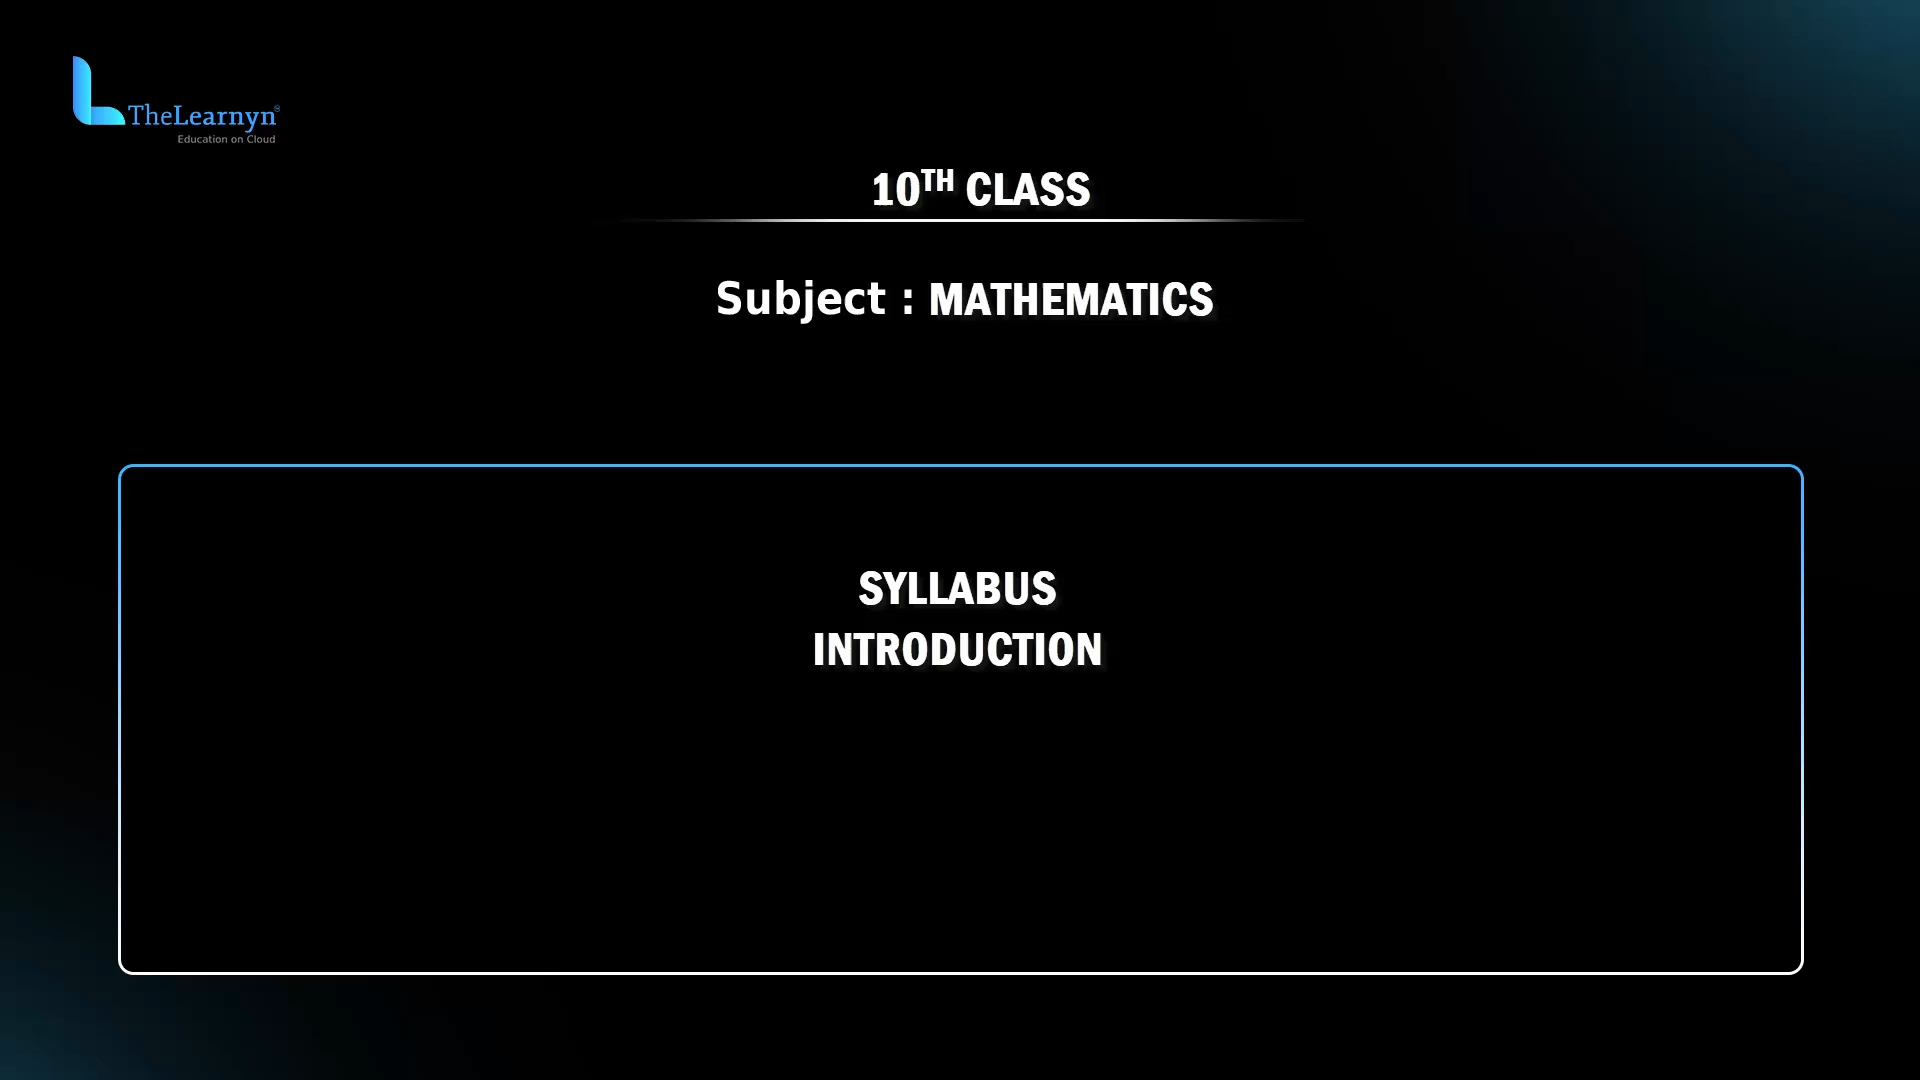 TheLearnyn
Education on Cloud
10TH CLASS
Subject : MATHEMATICS
SYLLABUS
INTRODUCTION